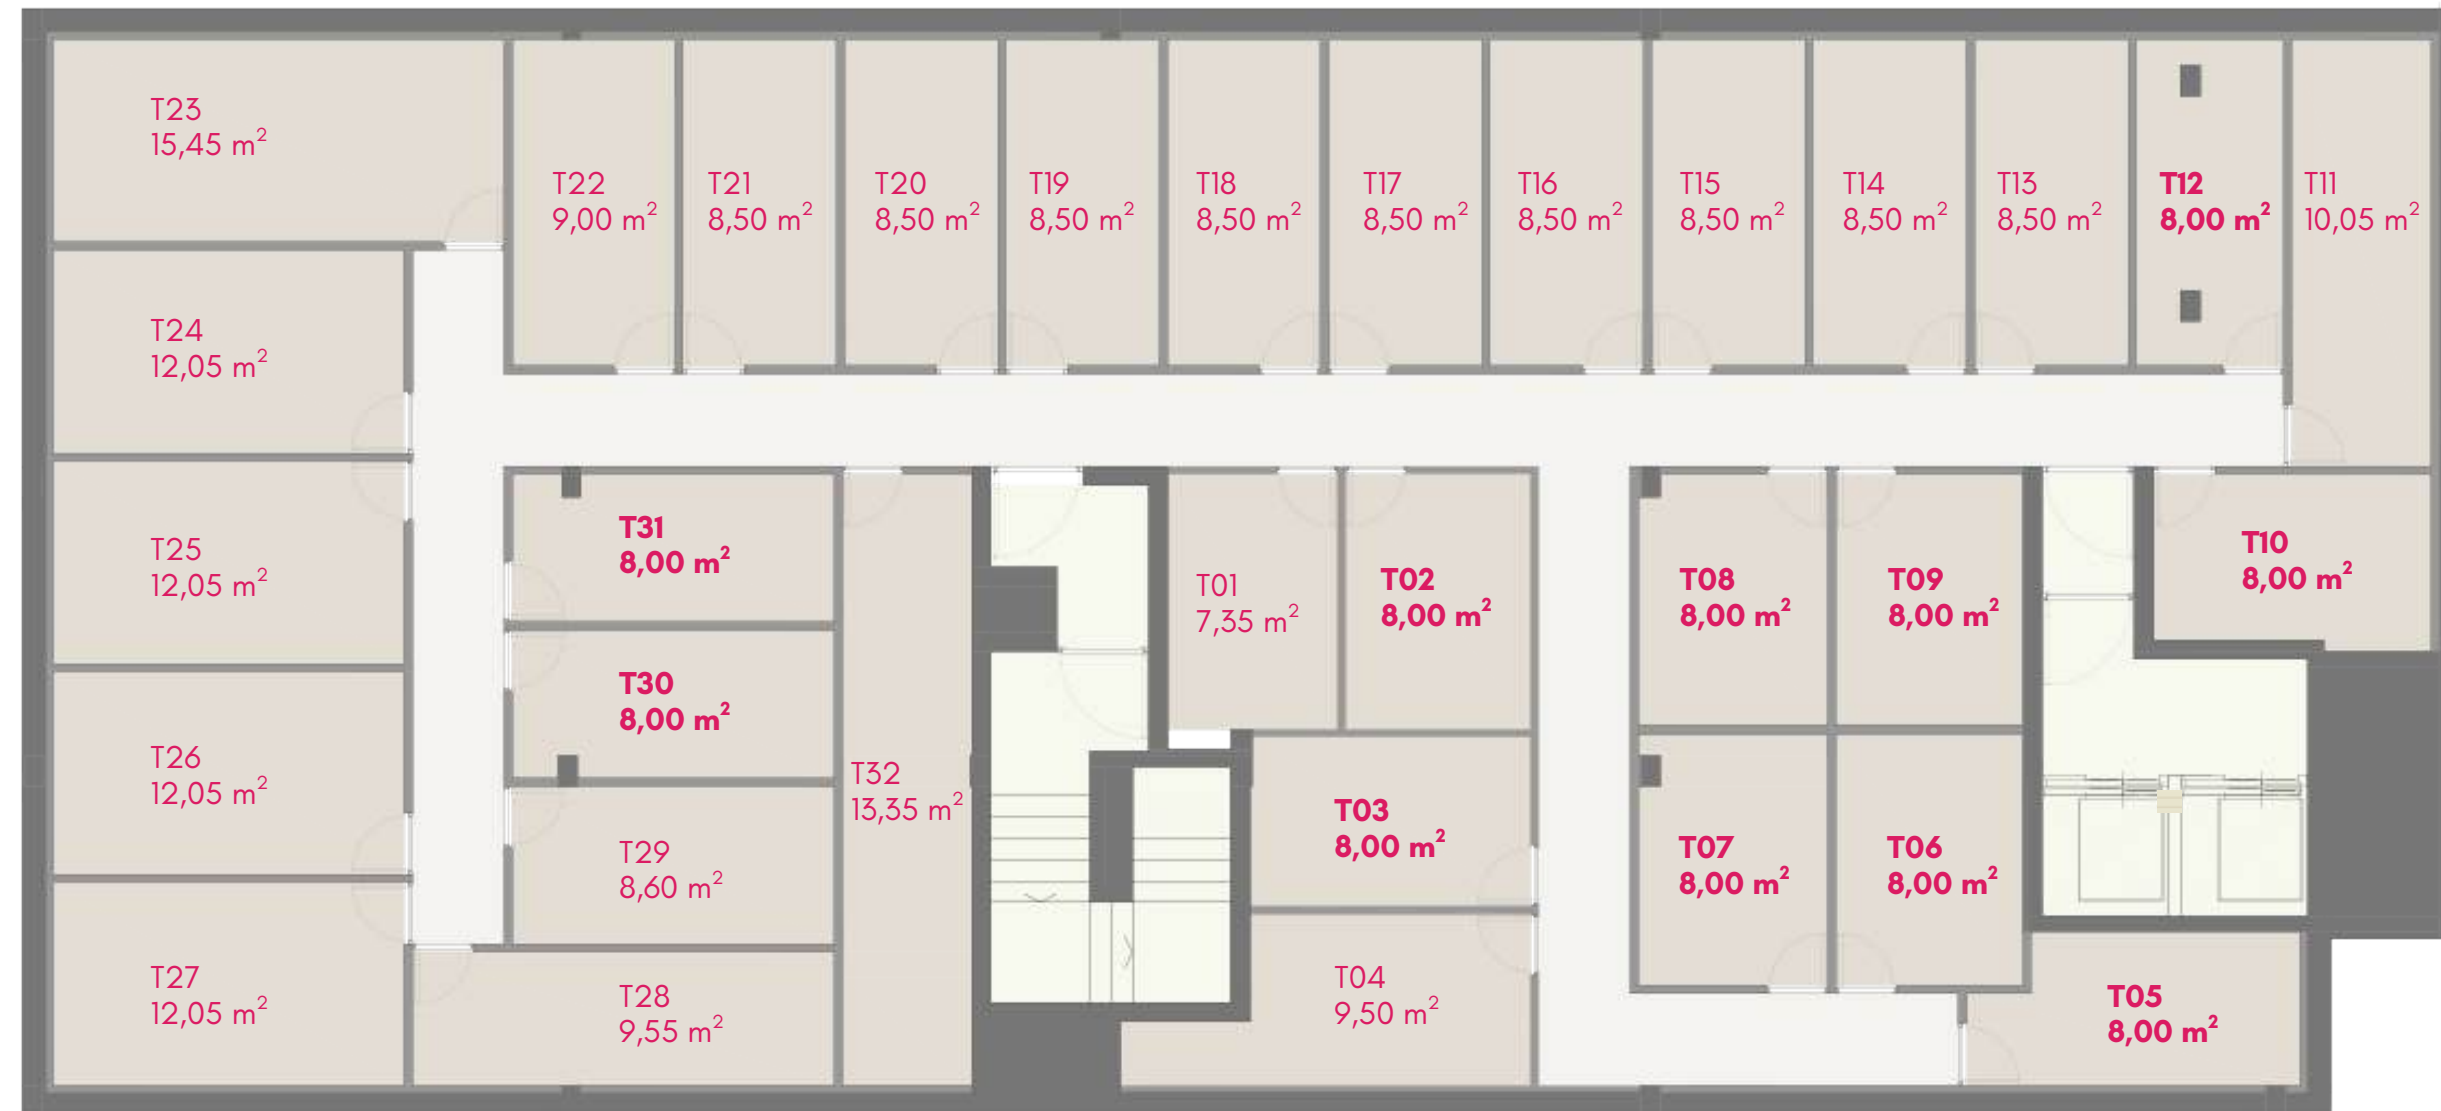 T23
15,45 m²
T22
9,00 m²
T21
8,50 m²
T20
8,50 m²
T19
8,50 m²
T18
8,50 m²
T17
8,50 m²
T16
8,50 m²
T15
8,50 m²
T14
8,50 m²
T13
8,50 m²
T12
8,00 m²
T11
10,05 m²
T24
12,05 m²
T25
12,05 m²
T31
8,00 m²
T01
7,35 m²
T02
8,00 m²
T08
8,00 m²
T09
8,00 m²
T10
8,00 m²
T30
8,00 m²
T26
12,05 m²
T32
13,35 m²
T03
8,00 m²
T29
8,60 m²
T07
8,00 m²
T06
8,00 m²
T27
12,05 m²
T28
9,55 m²
T04
9,50 m²
T05
8,00 m²